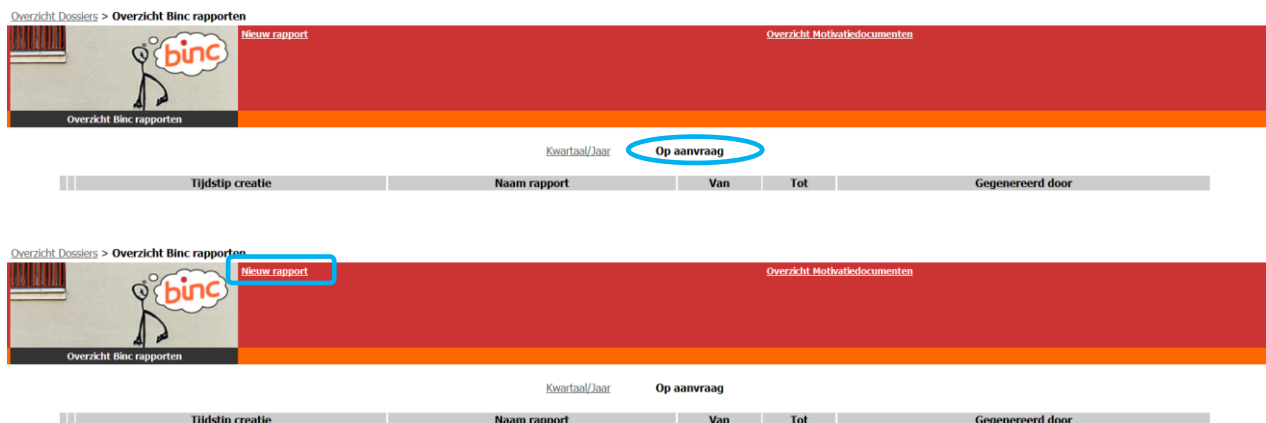 Overzicht Dossiers > Overzicht Binc rapporten
Nieuw rapport Overzicht Motivatiedocumenten
binc
Overzicht Binc rapporten
Kwartaal/Jaar Op aanvraag
Tijdstip creatie Naam rapport Van Tot Gegenereerd door
Overzicht Dossiers > Overzicht Binc rapporten
Nieuw rapport Overzicht Motivatiedocumenten
binc
Overzicht Binc rapporten
Kwartaal/Jaar Op aanvraag
Tijdstip creatie Naam rapport Van Tot Gegenereerd door